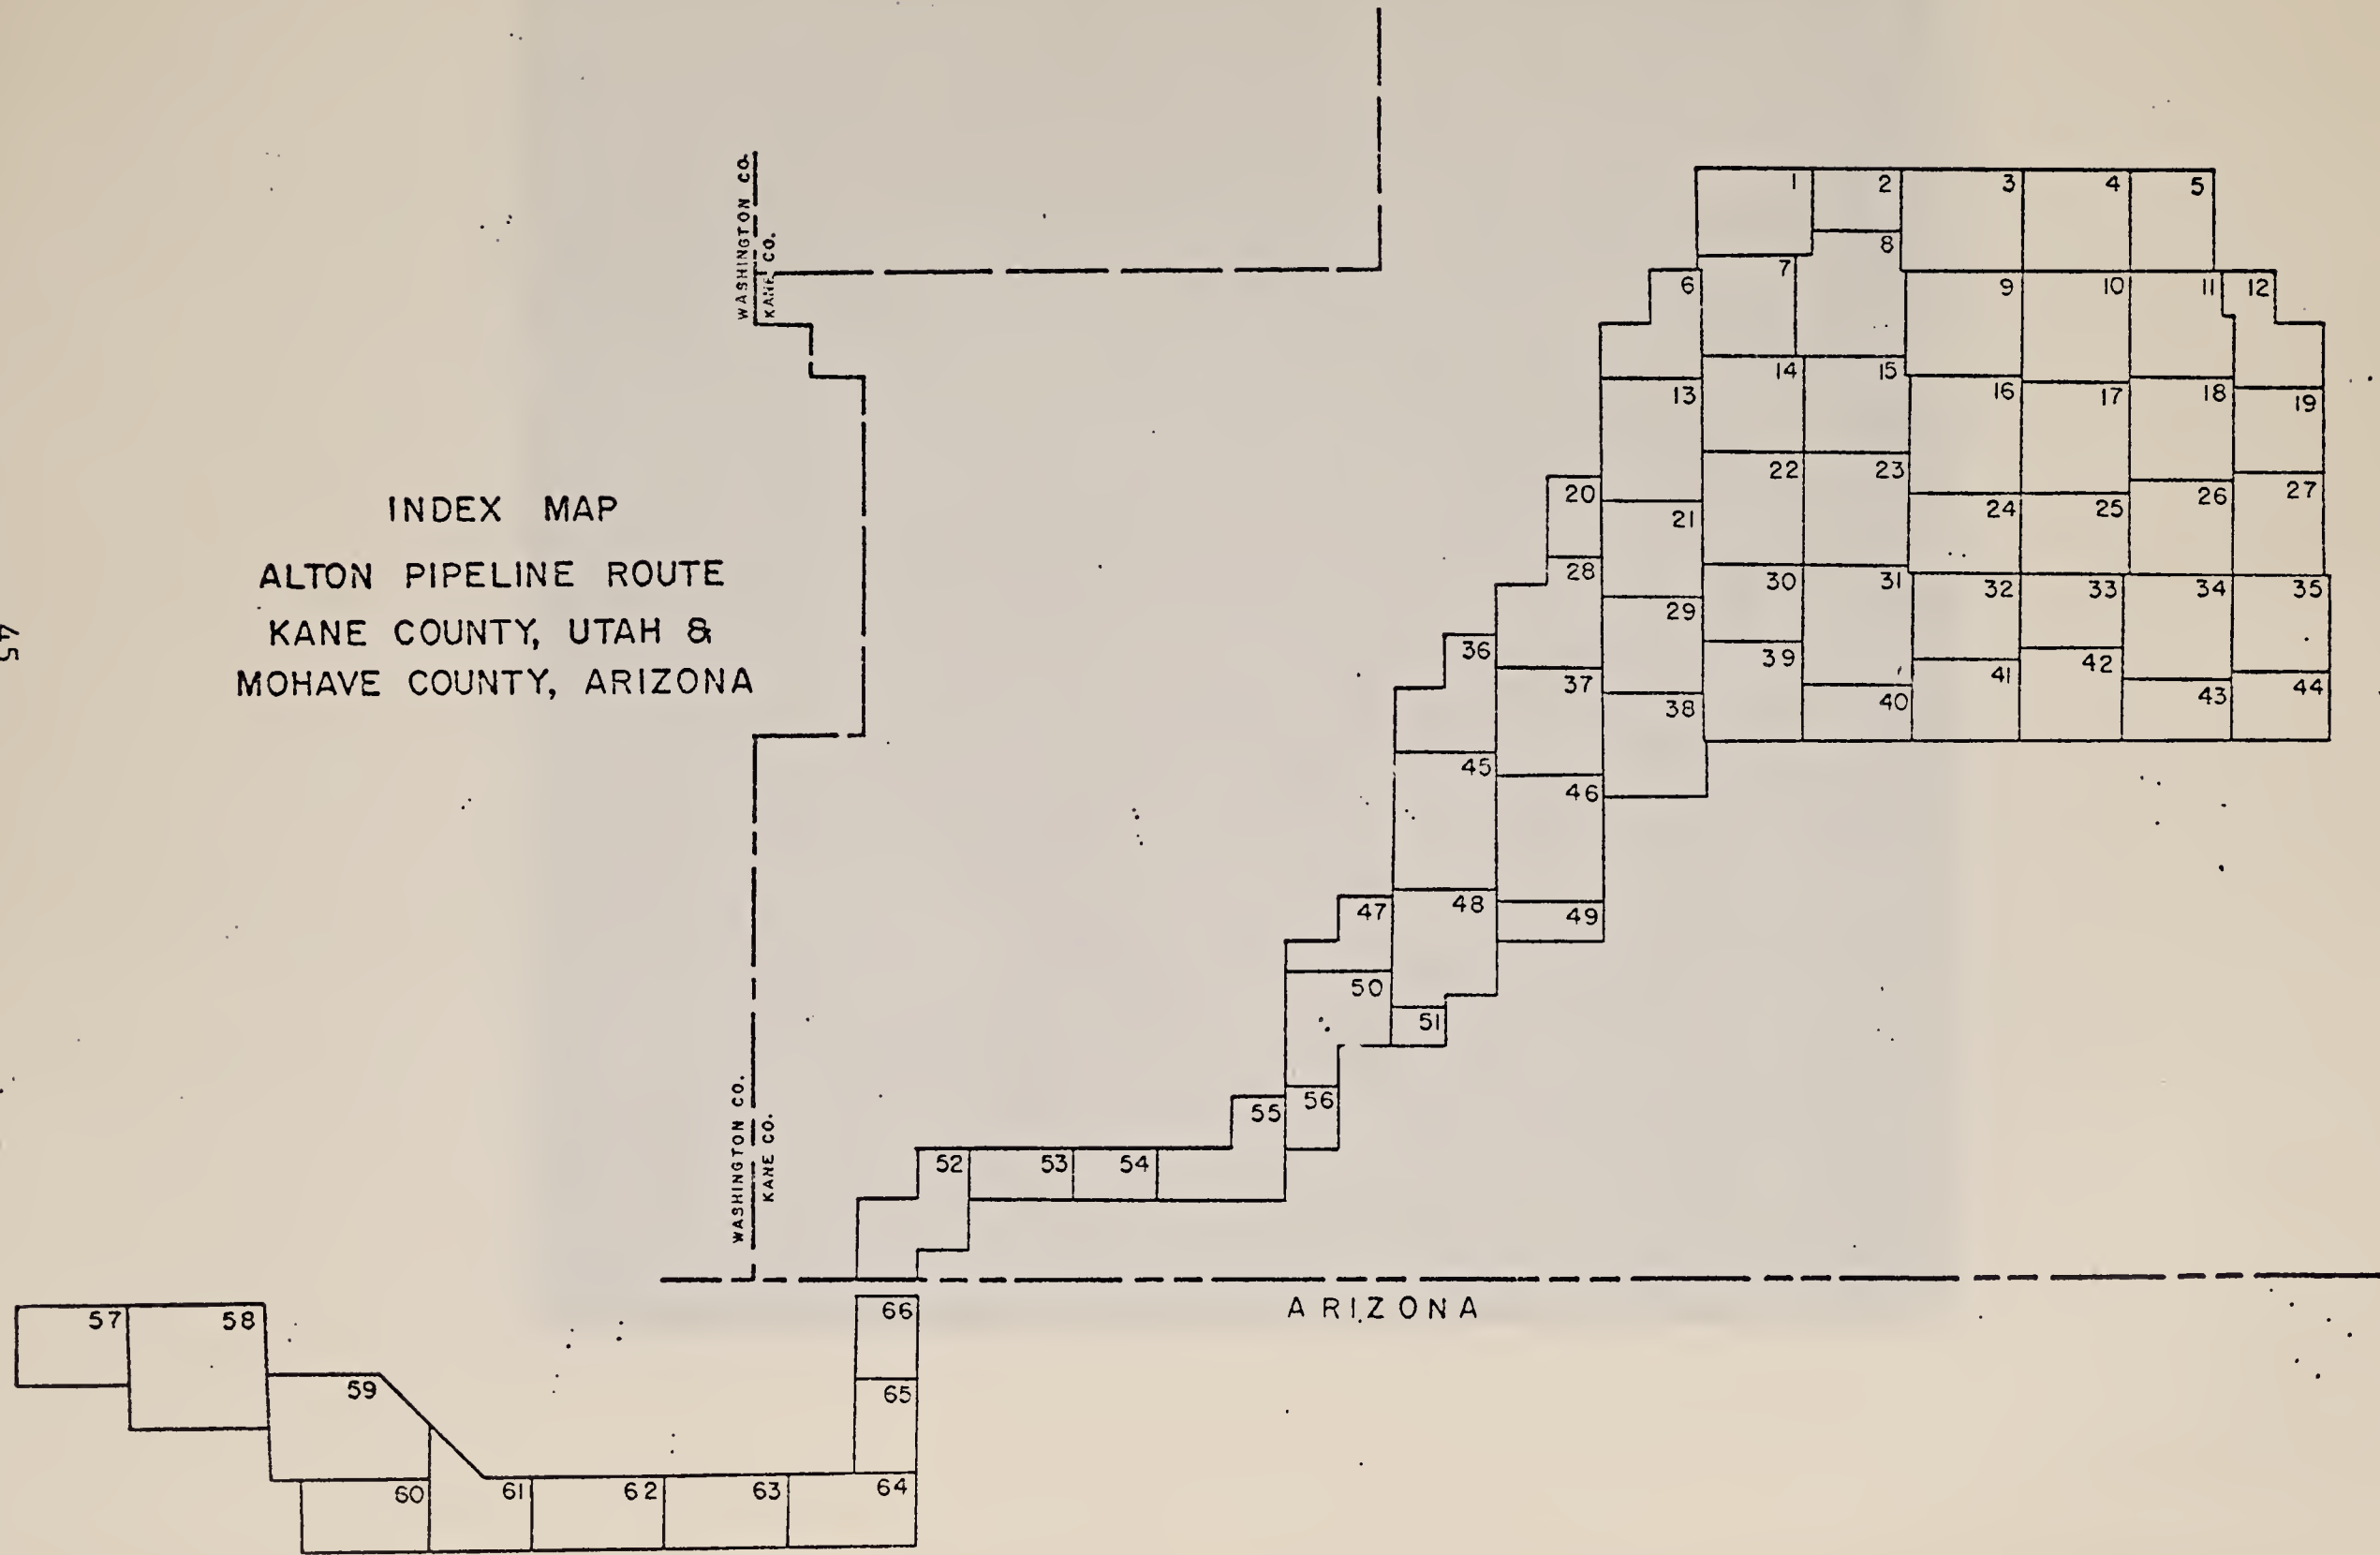 WASHINGTON CO.
KANE CO.
1 2 3 4 5
8
6 7 9 10 11 12
13 14 15 16 17 18 19
INDEX MAP
ALTON PIPELINE ROUTE
KANE COUNTY, UTAH &
MOHAVE COUNTY, ARIZONA
45
20 21 22 23 24 25 26 27
28 29 30 31 32 33 34 35
36 37 38 39 40 41 42 43 44
45 46
47 48 49
50 51
WASHINGTON CO.
KANE CO.
52 53 54 55 56
ARIZONA
57 58 66
59 65
60 61 62 63 64